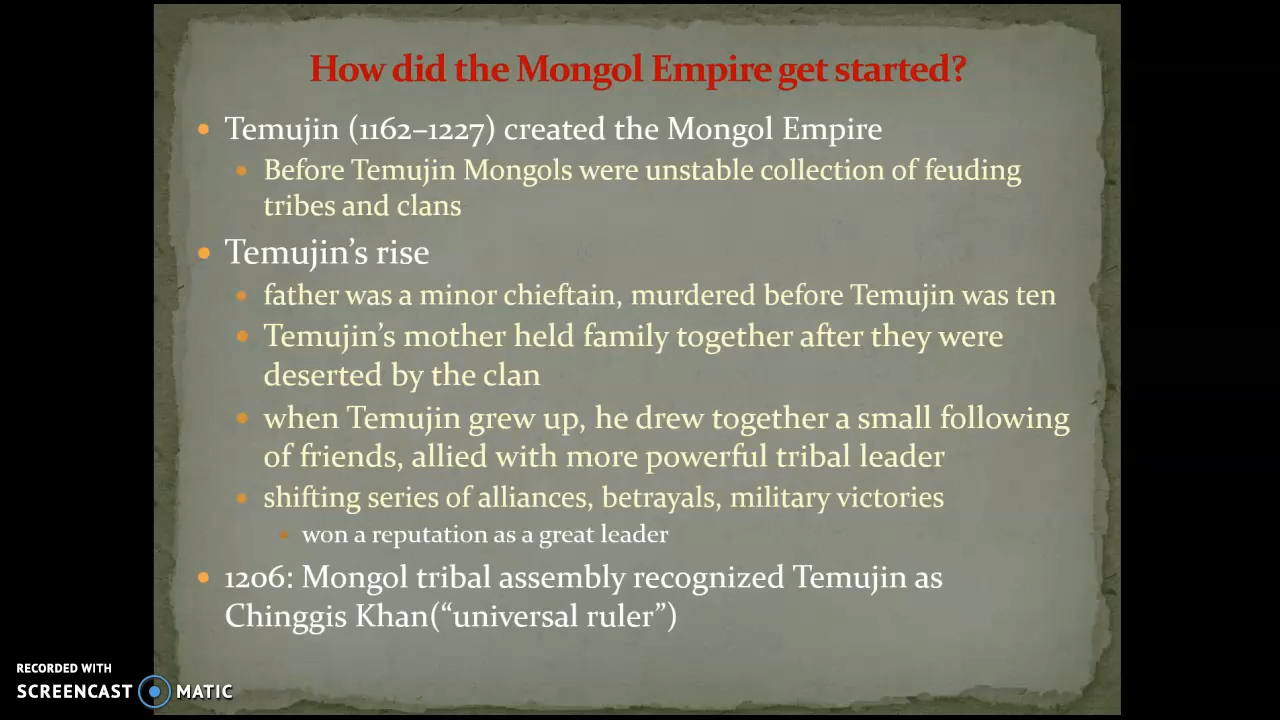 How did the Mongol Empire get started?
• Temujin (1162–1227) created the Mongol Empire
• Before Temujin Mongols were unstable collection of feuding
tribes and clans
• Temujin’s rise
• father was a minor chieftain, murdered before Temujin was ten
• Temujin’s mother held family together after they were
deserted by the clan
• when Temujin grew up, he drew together a small following
of friends, allied with more powerful tribal leader
• shifting series of alliances, betrayals, military victories
• won a reputation as a great leader
• 1206: Mongol tribal assembly recognized Temujin as
Chinggis Khan(“universal ruler”)
RECORDED WITH
SCREENCAST MATIC